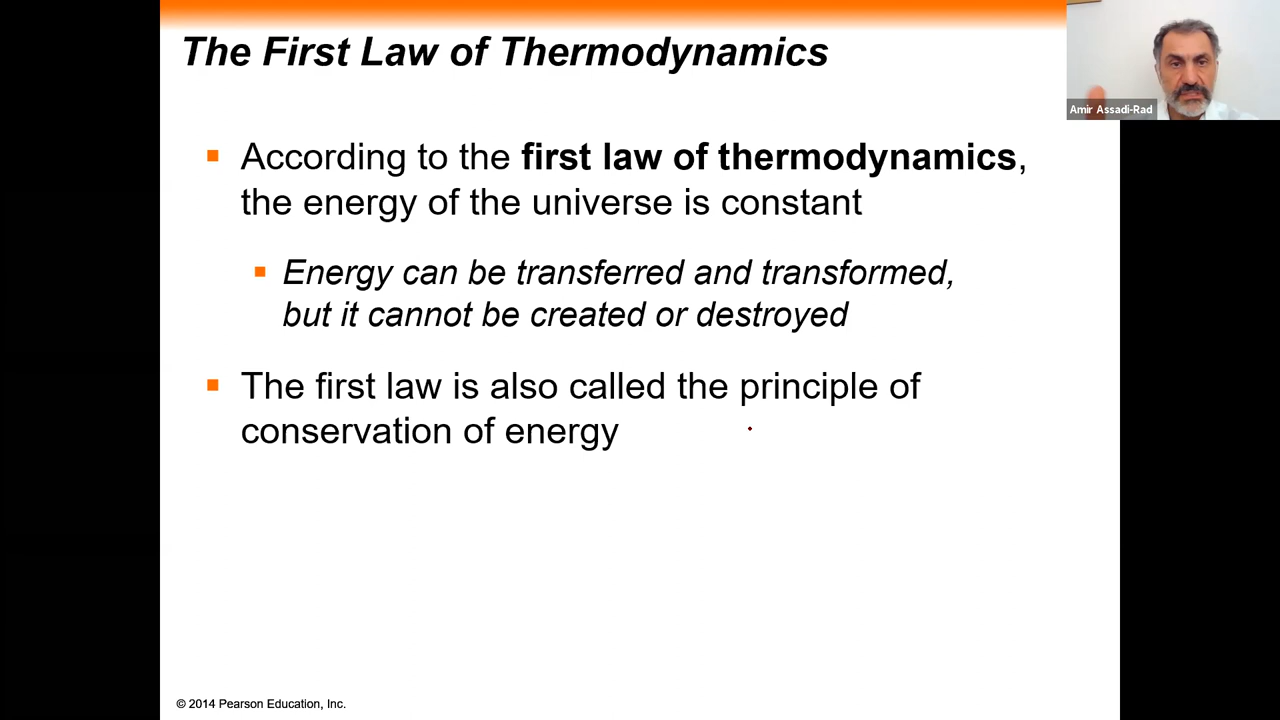 The First Law of Thermodynamics
Amir Assadi-Rad
According to the first law of thermodynamics,
the energy of the universe is constant
Energy can be transferred and transformed,
but it cannot be created or destroyed
The first law is also called the principle of
conservation of energy
© 2014 Pearson Education, Inc.